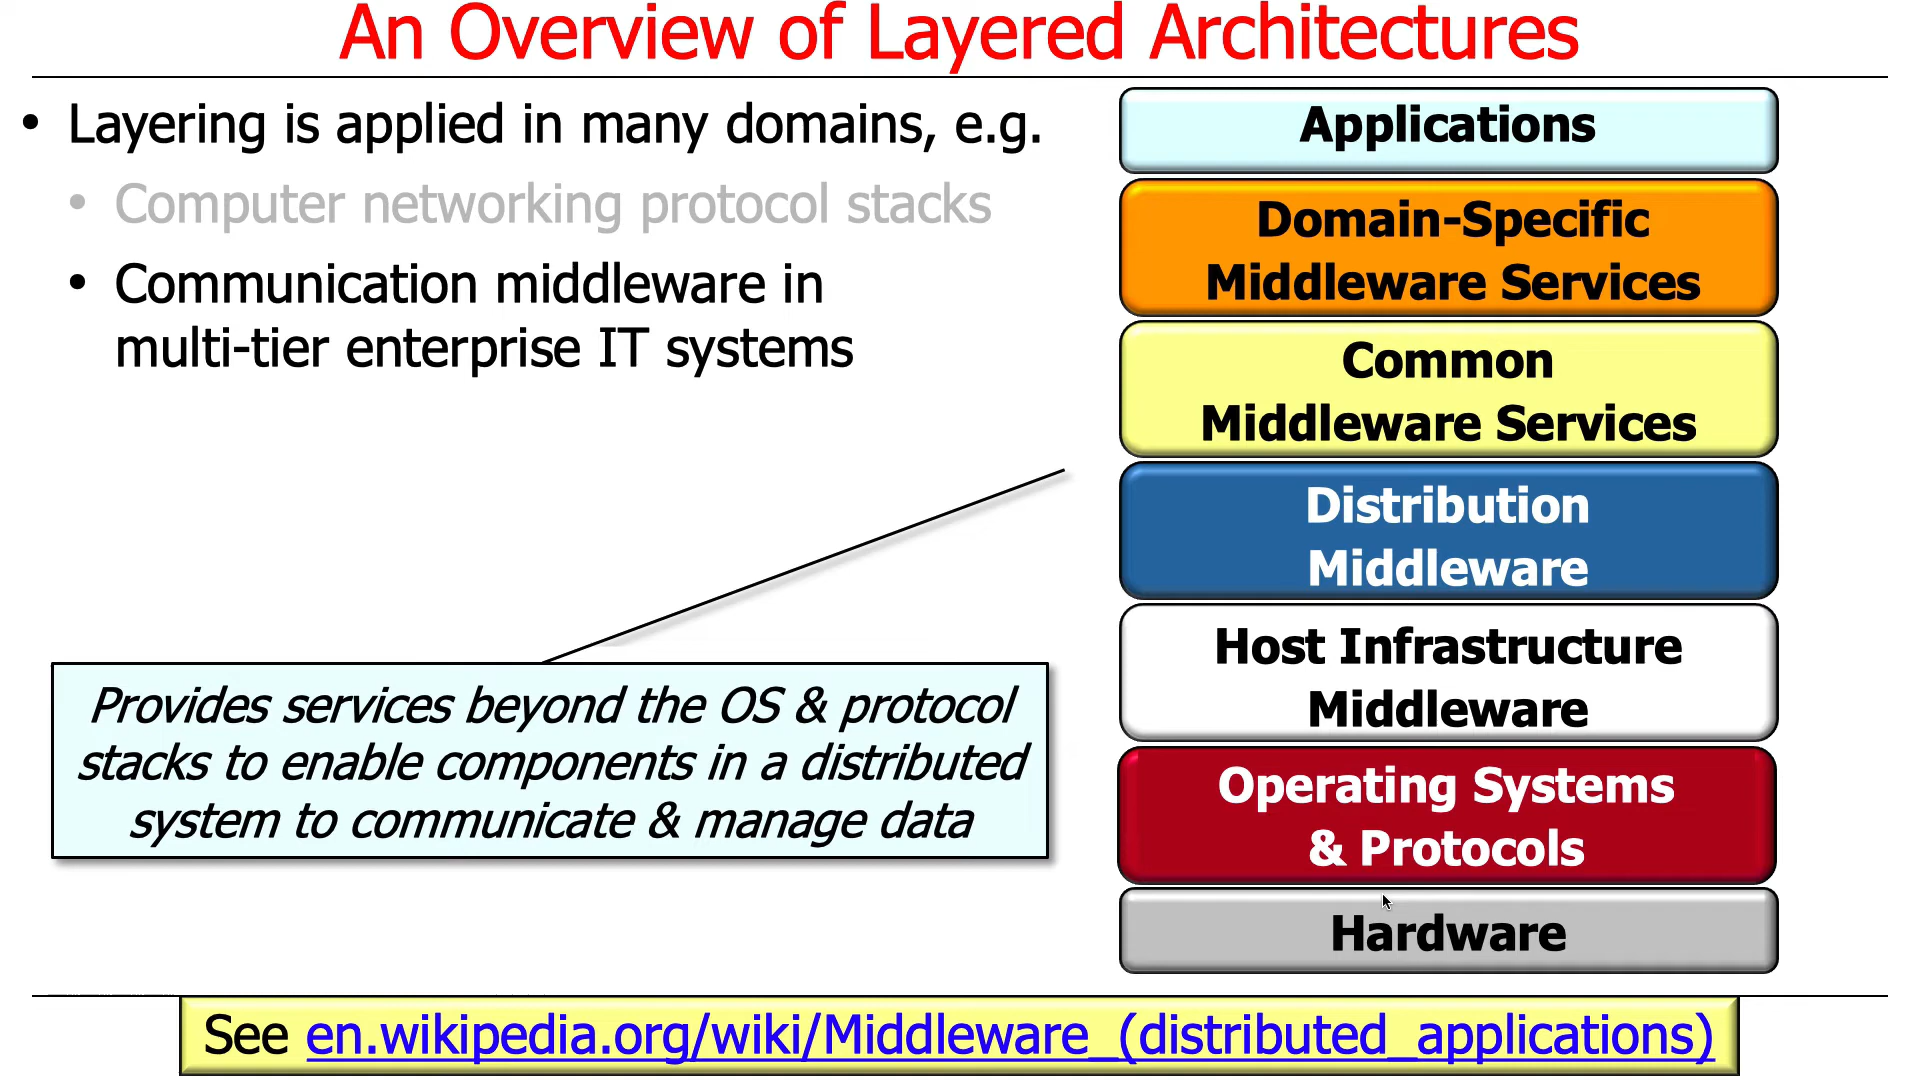 An Overview of Layered Architectures
• Layering is applied in many domains, e.g.
• Computer networking protocol stacks
• Communication middleware in
multi-tier enterprise IT systems
Provides services beyond the OS & protocol
stacks to enable components in a distributed
system to communicate & manage data
Applications
Domain-Specific
Middleware Services
Common
Middleware Services
Distribution
Middleware
Host Infrastructure
Middleware
Operating Systems
& Protocols
Hardware
See en.wikipedia.org/wiki/Middleware_(distributed_applications)